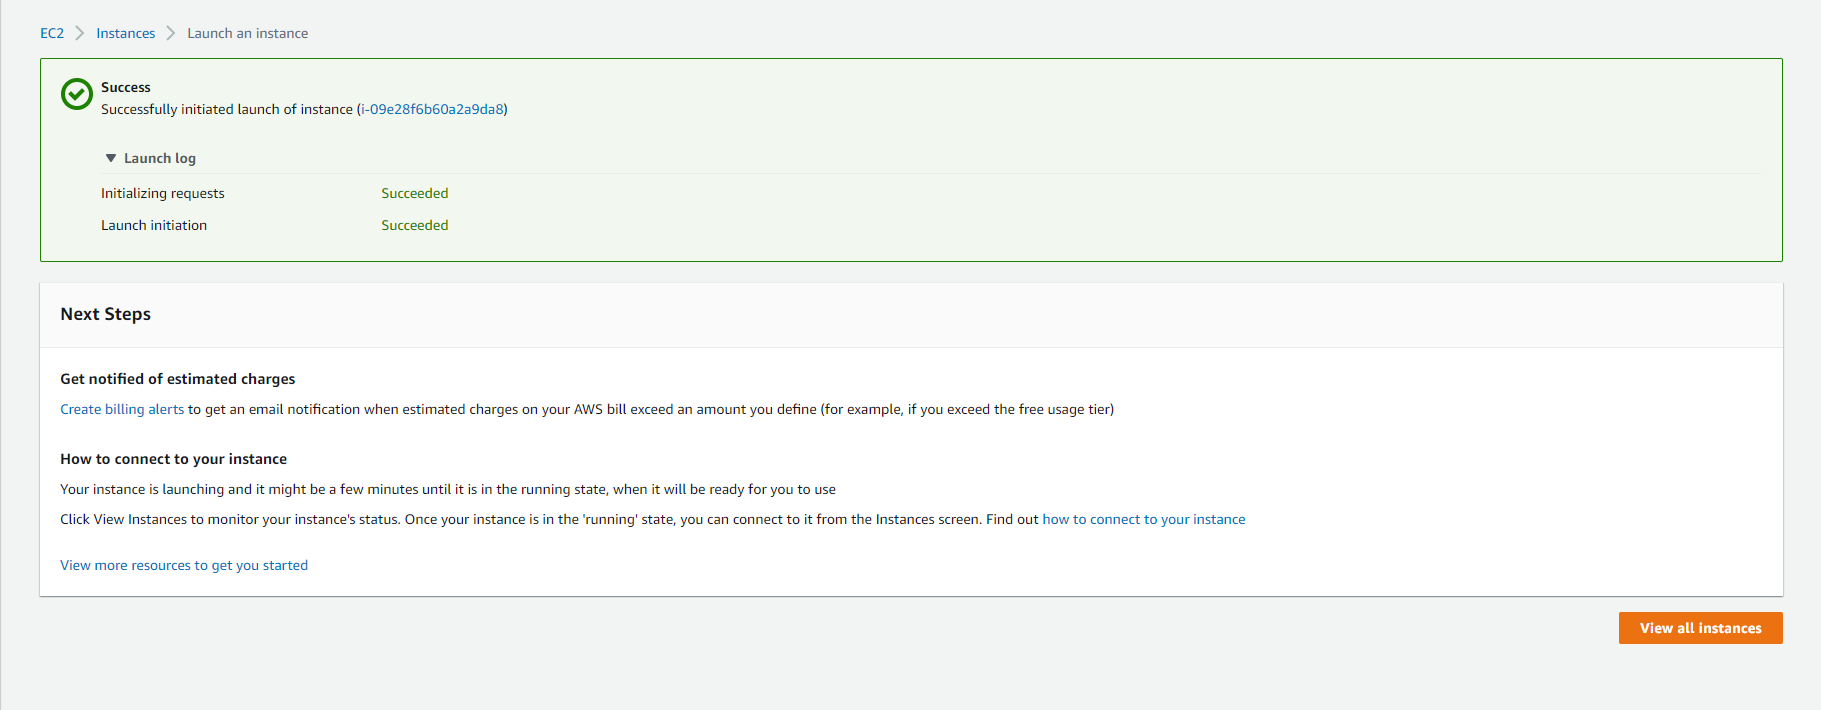 EC2 Instances Launch an instance
Success
Successfully initiated launch of instance (i-09e28f6b60a2a9da8)
Launch log
Initializing requests Succeeded
Launch initiation Succeeded
Next Steps
Get notified of estimated charges
Create billing alerts to get an email notification when estimated charges on your AWS bill exceed an amount you define (for example, if you exceed the free usage tier)
How to connect to your instance
Your instance is launching and it might be a few minutes until it is in the running state, when it will be ready for you to use
Click View Instances to monitor your instance's status. Once your instance is in the 'running' state, you can connect to it from the Instances screen. Find out how to connect to your instance
View more resources to get you started
View all instances